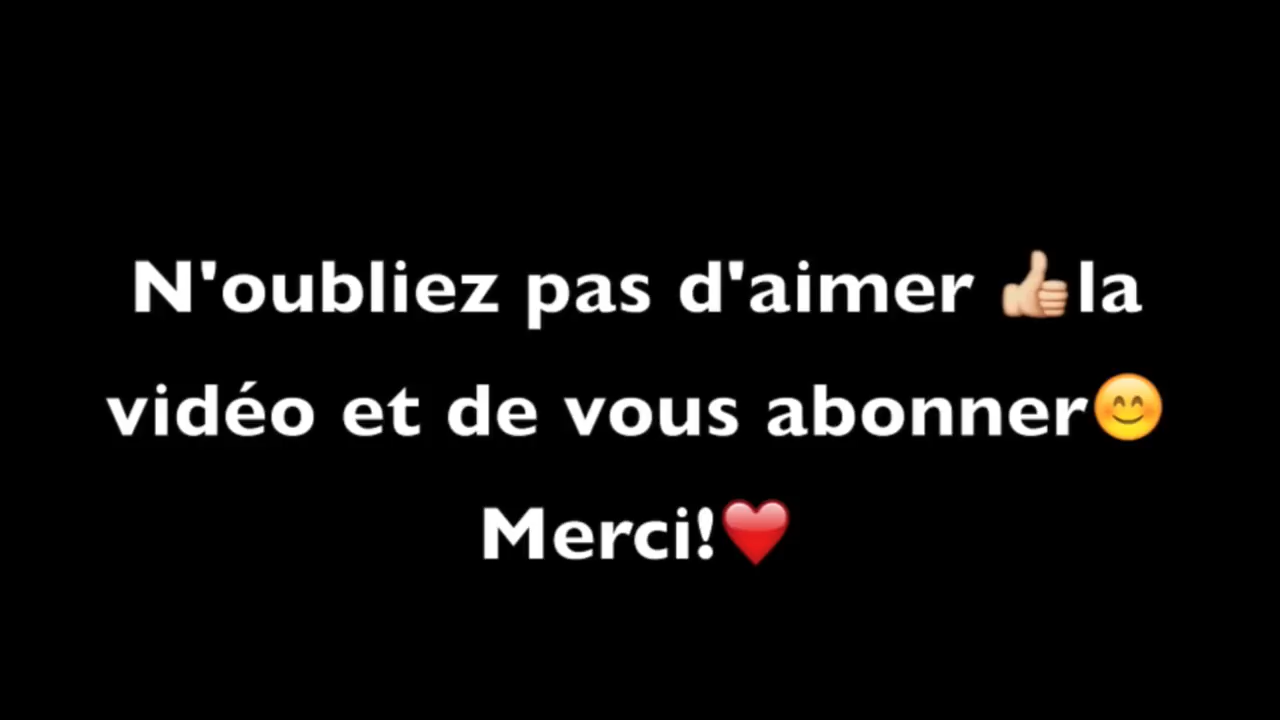 N'oubliez pas d'aimer 👍🏼la
vidéo et de vous abonner😊
Merci!❤️